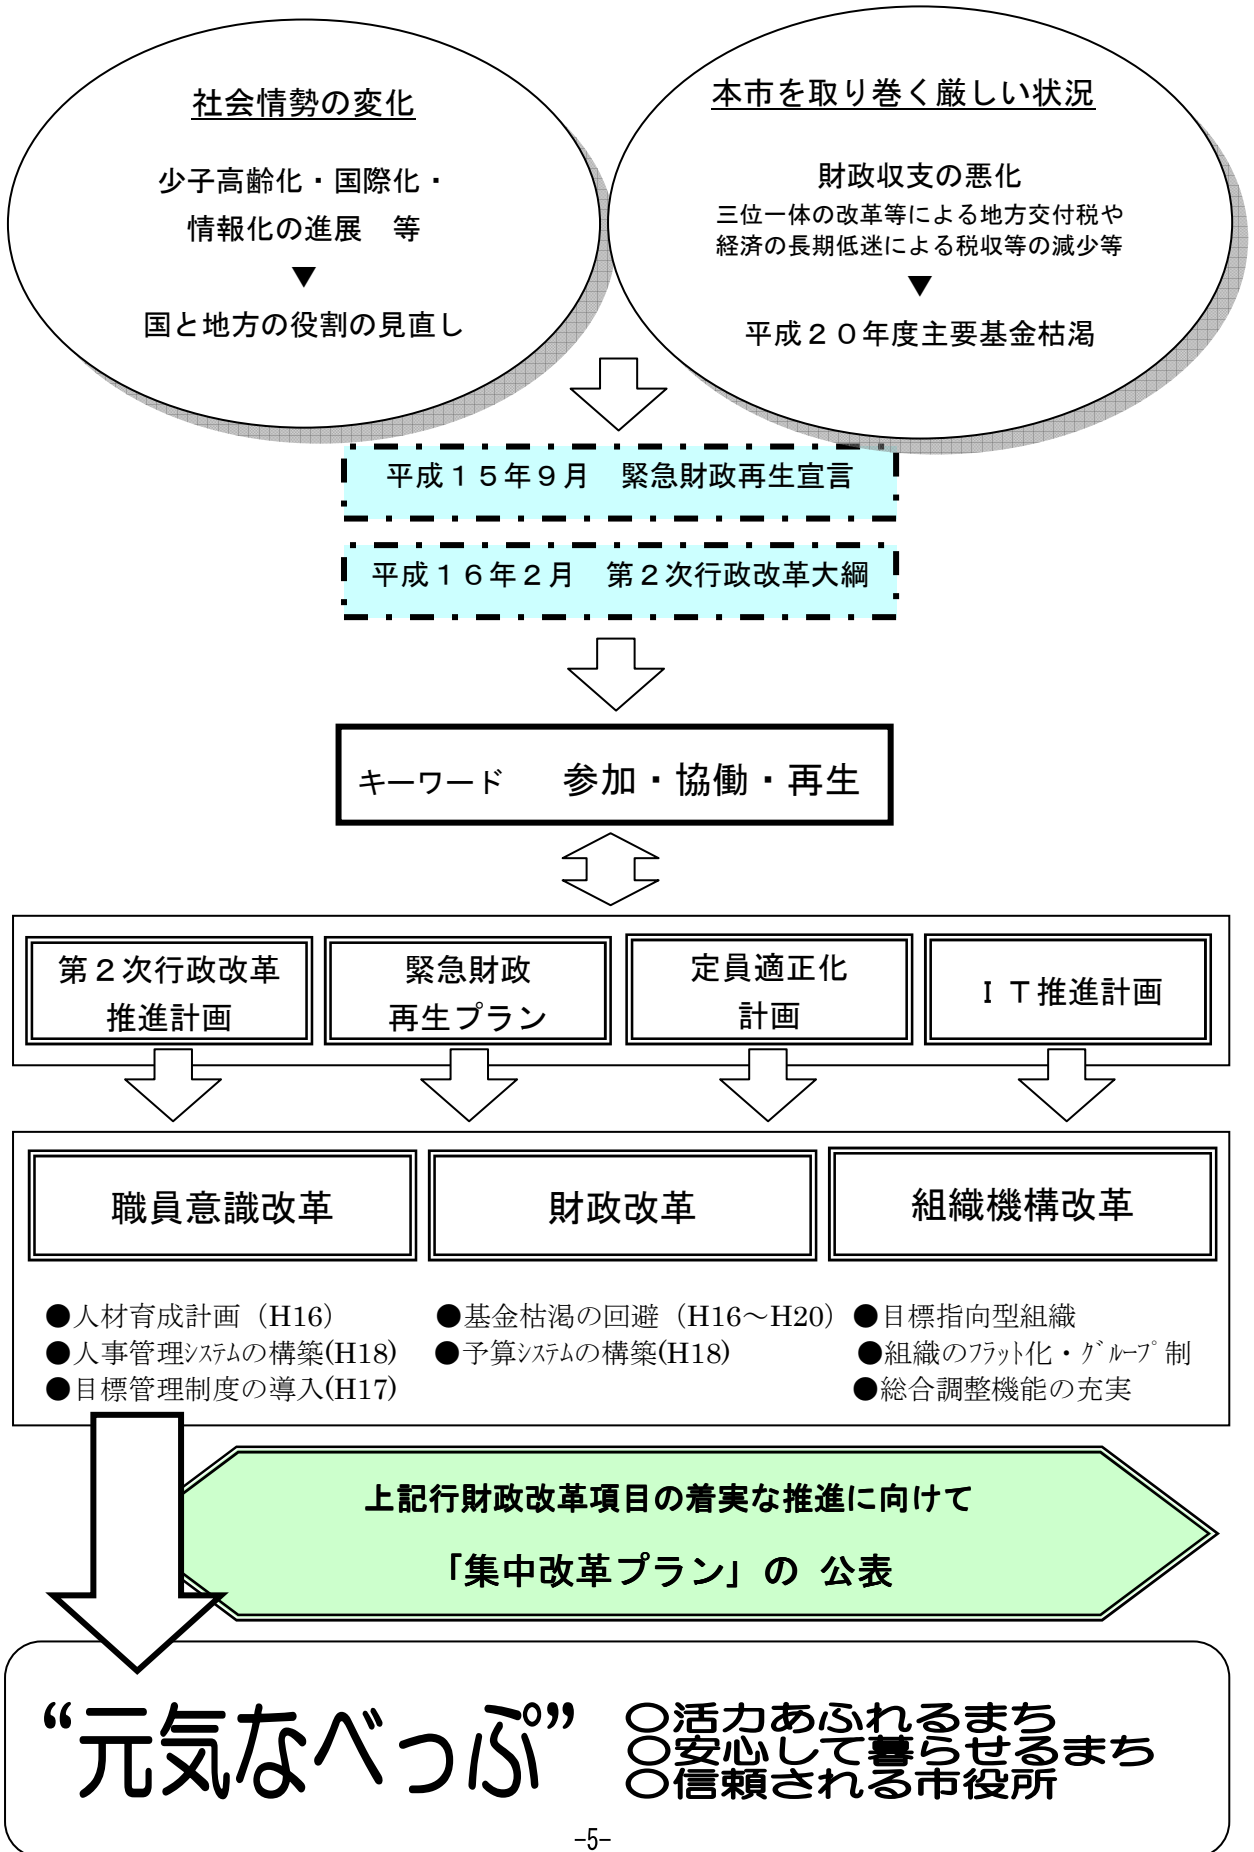 社会情勢の変化
少子高齢化・国際化・
情報化の進展　等
▼
国と地方の役割の見直し
本市を取り巻く厳しい状況
財政収支の悪化
三位一体の改革等による地方交付税や
経済の長期低迷による税収等の減少等
▼
平成２０年度主要基金枯渇
平成１５年９月　緊急財政再生宣言
平成１６年２月　第２次行政改革大綱
キーワード　参加・協働・再生
第２次行政改革
推進計画
緊急財政
再生プラン
定員適正化
計画
ＩＴ推進計画
職員意識改革
●人材育成計画（H16）
●人事管理ｼｽﾃﾑの構築(H18)
●目標管理制度の導入(H17)
財政改革
●基金枯渇の回避（H16～H20）
●予算ｼｽﾃﾑの構築(H18)
組織機構改革
●目標指向型組織
●組織のﾌﾗｯﾄ化・ｸﾞﾙｰﾌﾟ制
●総合調整機能の充実
上記行財政改革項目の着実な推進に向けて
「集中改革プラン」の 公表
“元気なべっぷ”
○活力あふれるまち
○安心して暮らせるまち
○信頼される市役所
-5-